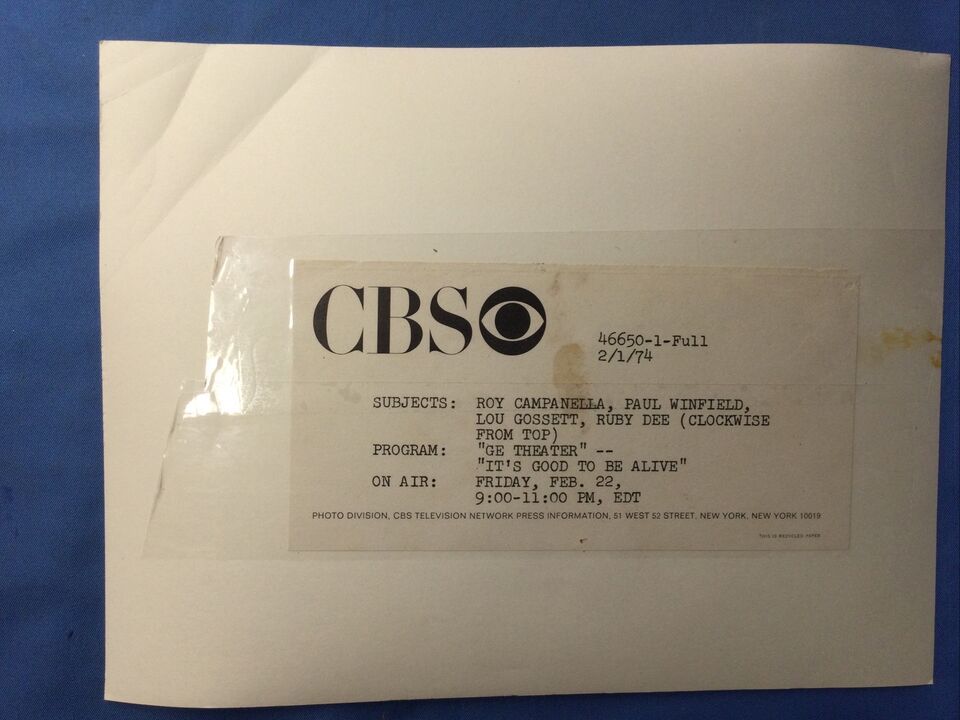 CBS
46650-1-Full
2/1/74
SUBJECTS: ROY CAMPANELLA, PAUL WINFIELD,
LOU GOSSETT, RUBY DEE (CLOCKWISE
FROM TOP)
PROGRAM: "GE THEATER" --
"IT'S GOOD TO BE ALIVE"
ON AIR: FRIDAY, FEB. 22,
9:00-11:00 PM, EDT
PHOTO DIVISION, CBS TELEVISION NETWORK PRESS INFORMATION, 51 WEST 52 STREET, NEW YORK, NEW YORK 10019
THIS IS RECYCLED PAPER